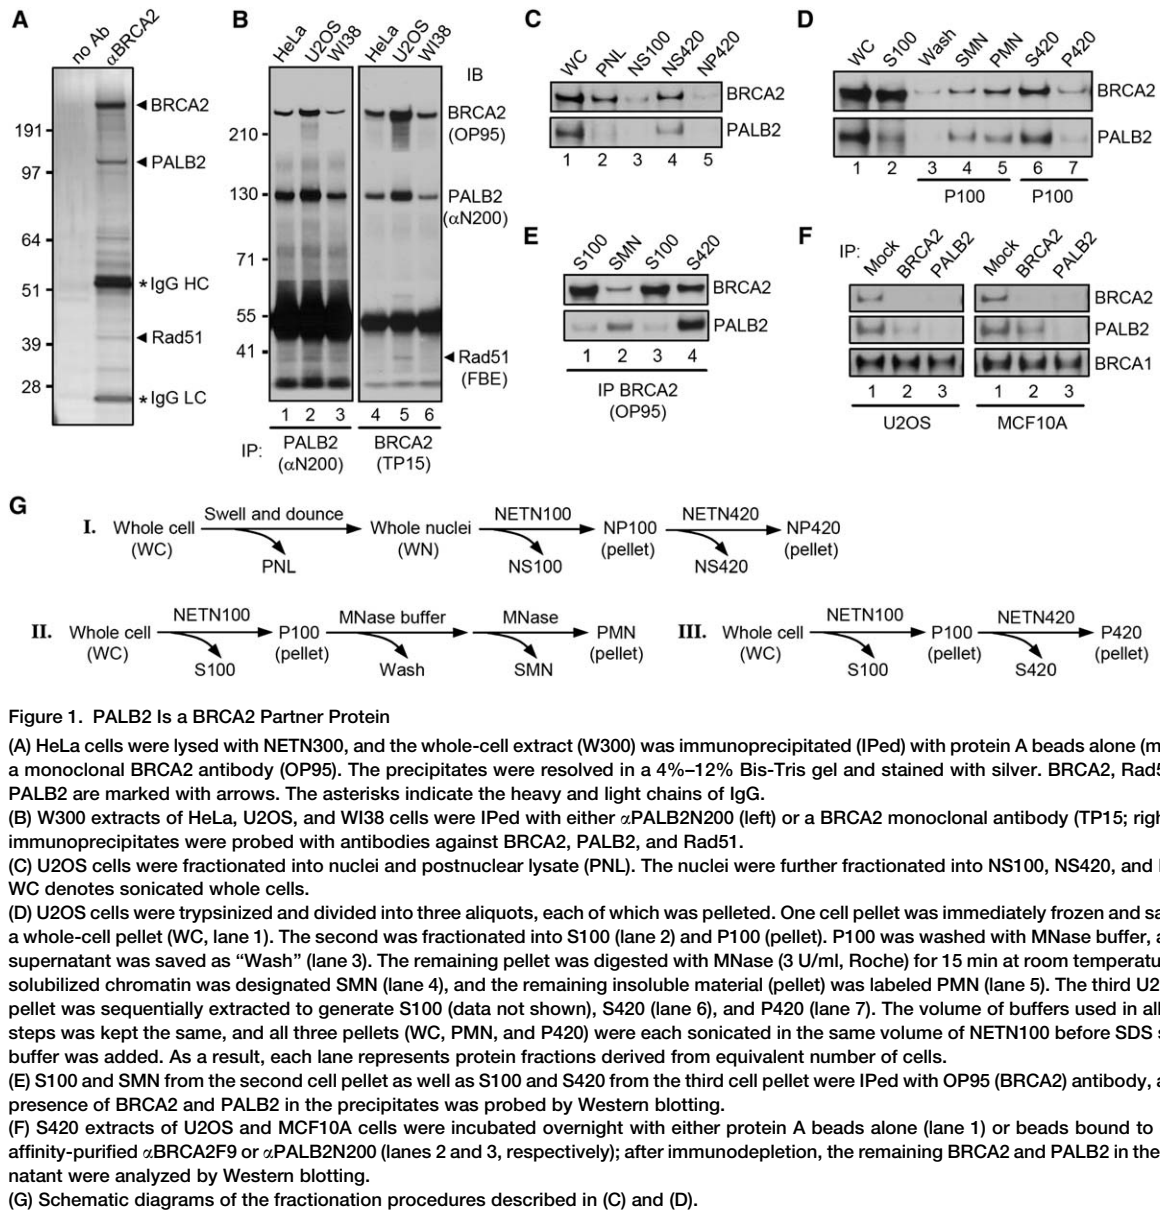 A
no Ab
αBRCA2
BRCA2
191
PALB2
97
64
51
*IgG HC
Rad51
39
28
*IgG LC
B
HeLa
U2OS
WI38
HeLa
U2OS
WI38
IB
BRCA2
(OP95)
210
130
PALB2
(αN200)
71
55
41
Rad51
(FBE)
1 2 3 4 5 6
IP:
PALB2
(αN200)
BRCA2
(TP15)
C
WC
PNL
NS100
NS420
NP420
BRCA2
PALB2
1 2 3 4 5
D
WC
S100
Wash
SMN
PMN
S420
P420
BRCA2
PALB2
1 2 3 4 5 6 7
P100 P100
E
S100
SMN
S100
S420
BRCA2
PALB2
1 2 3 4
IP BRCA2
(OP95)
F
IP:
Mock
BRCA2
PALB2
Mock
BRCA2
PALB2
BRCA2
PALB2
BRCA1
1 2 3 1 2 3
U2OS MCF10A
G
I.
Whole cell
(WC)
Swell and dounce
PNL
Whole nuclei
(WN)
NETN100
NS100
NP100
(pellet)
NETN420
NS420
NP420
(pellet)
II.
Whole cell
(WC)
NETN100
S100
P100
(pellet)
MNase buffer
Wash
MNase
SMN
PMN
(pellet)
III.
Whole cell
(WC)
NETN100
S100
P100
(pellet)
NETN420
S420
P420
(pellet)
Figure 1. PALB2 Is a BRCA2 Partner Protein
(A) HeLa cells were lysed with NETN300, and the whole-cell extract (W300) was immunoprecipitated (IPed) with protein A beads alone
a monoclonal BRCA2 antibody (OP95). The precipitates were resolved in a 4%–12% Bis-Tris gel and stained with silver. BRCA2,
PALB2 are marked with arrows. The asterisks indicate the heavy and light chains of IgG.
(B) W300 extracts of HeLa, U2OS, and WI38 cells were IPed with either αPALB2N200 (left) or a BRCA2 monoclonal antibody (TP15;
immunoprecipitates were probed with antibodies against BRCA2, PALB2, and Rad51.
(C) U2OS cells were fractionated into nuclei and postnuclear lysate (PNL). The nuclei were further fractionated into NS100, NS420, and
WC denotes sonicated whole cells.
(D) U2OS cells were trypsinized and divided into three aliquots, each of which was pelleted. One cell pellet was immediately frozen and
a whole-cell pellet (WC, lane 1). The second was fractionated into S100 (lane 2) and P100 (pellet). P100 was washed with MNase buffer,
supernatant was saved as “Wash” (lane 3). The remaining pellet was digested with MNase (3 U/ml, Roche) for 15 min at room
solubilized chromatin was designated SMN (lane 4), and the remaining insoluble material (pellet) was labeled PMN (lane 5). The third
pellet was sequentially extracted to generate S100 (data not shown), S420 (lane 6), and P420 (lane 7). The volume of buffers used in all
steps was kept the same, and all three pellets (WC, PMN, and P420) were each sonicated in the same volume of NETN100 before SDS
buffer was added. As a result, each lane represents protein fractions derived from equivalent number of cells.
(E) S100 and SMN from the second cell pellet as well as S100 and S420 from the third cell pellet were IPed with OP95 (BRCA2) antibody,
presence of BRCA2 and PALB2 in the precipitates was probed by Western blotting.
(F) S420 extracts of U2OS and MCF10A cells were incubated overnight with either protein A beads alone (lane 1) or beads bound to
affinity-purified αBRCA2F9 or αPALB2N200 (lanes 2 and 3, respectively); after immunodepletion, the remaining BRCA2 and PALB2 in the
natant were analyzed by Western blotting.
(G) Schematic diagrams of the fractionation procedures described in (C) and (D).